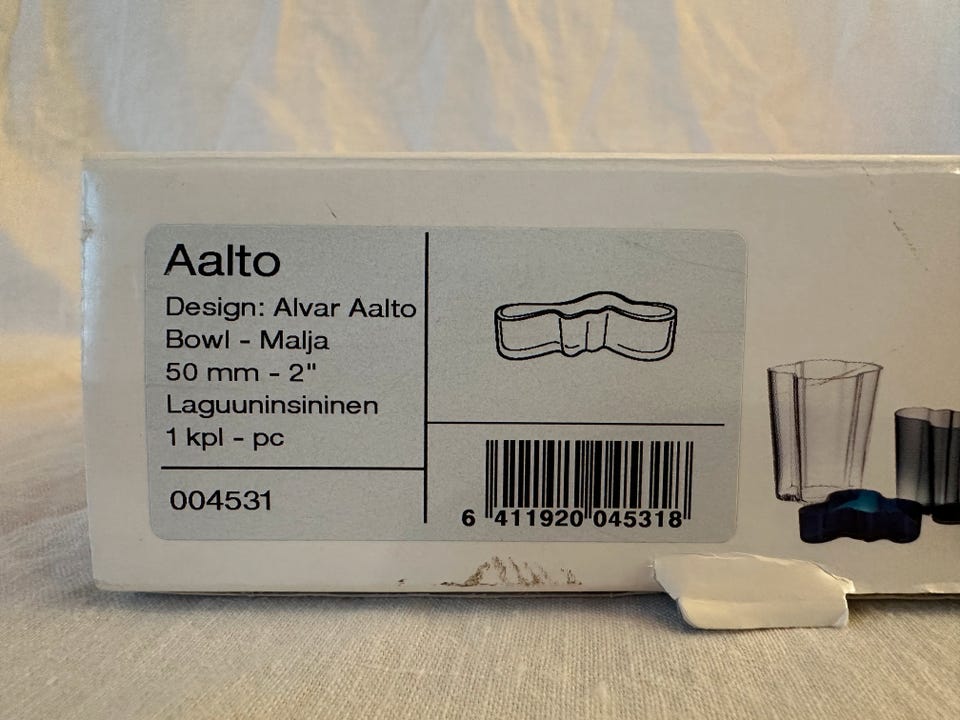 Aalto
Design: Alvar Aalto
Bowl - Malja
50 mm - 2"
Laguuninsininen
1 kpl - pc
004531
6 411920 045318